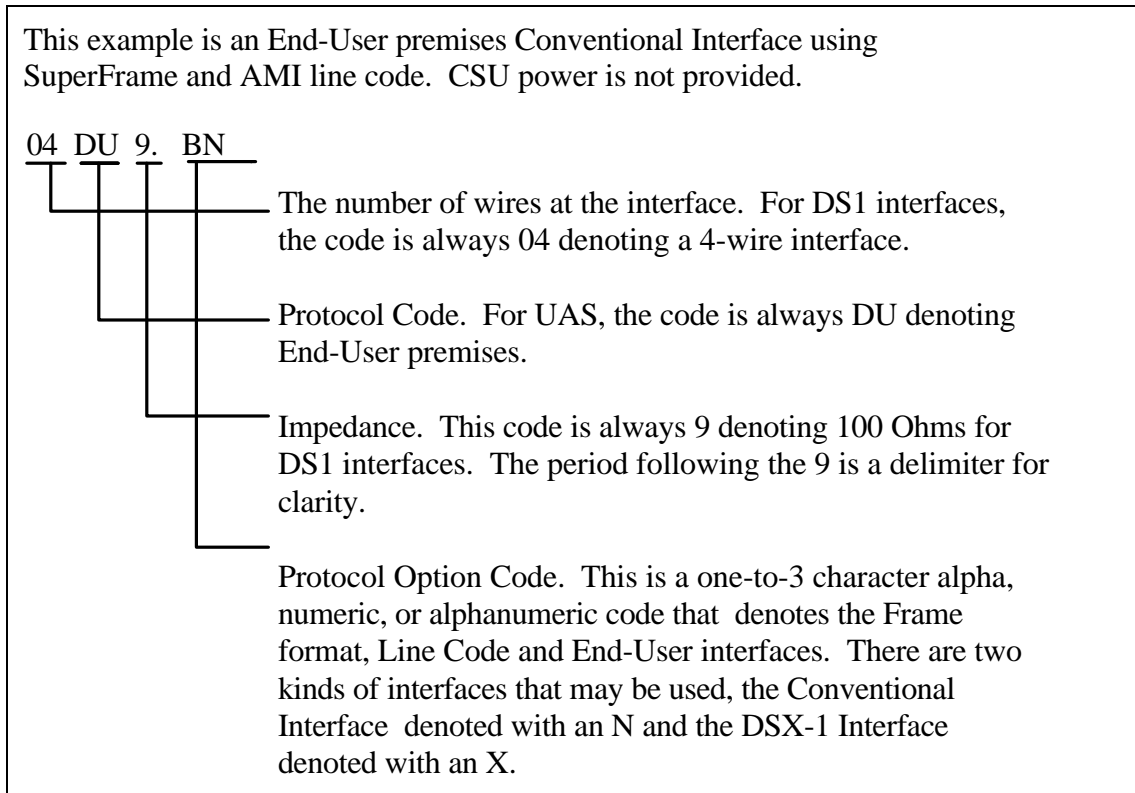 This example is an End-User premises Conventional Interface using
SuperFrame and AMI line code.  CSU power is not provided.
04 DU 9. BN
The number of wires at the interface.  For DS1 interfaces,
the code is always 04 denoting a 4-wire interface.
Protocol Code.  For UAS, the code is always DU denoting
End-User premises.
Impedance.  This code is always 9 denoting 100 Ohms for
DS1 interfaces.  The period following the 9 is a delimiter for
clarity.
Protocol Option Code.  This is a one-to-3 character alpha,
numeric, or alphanumeric code that  denotes the Frame
format, Line Code and End-User interfaces.  There are two
kinds of interfaces that may be used, the Conventional
Interface  denoted with an N and the DSX-1 Interface
denoted with an X.